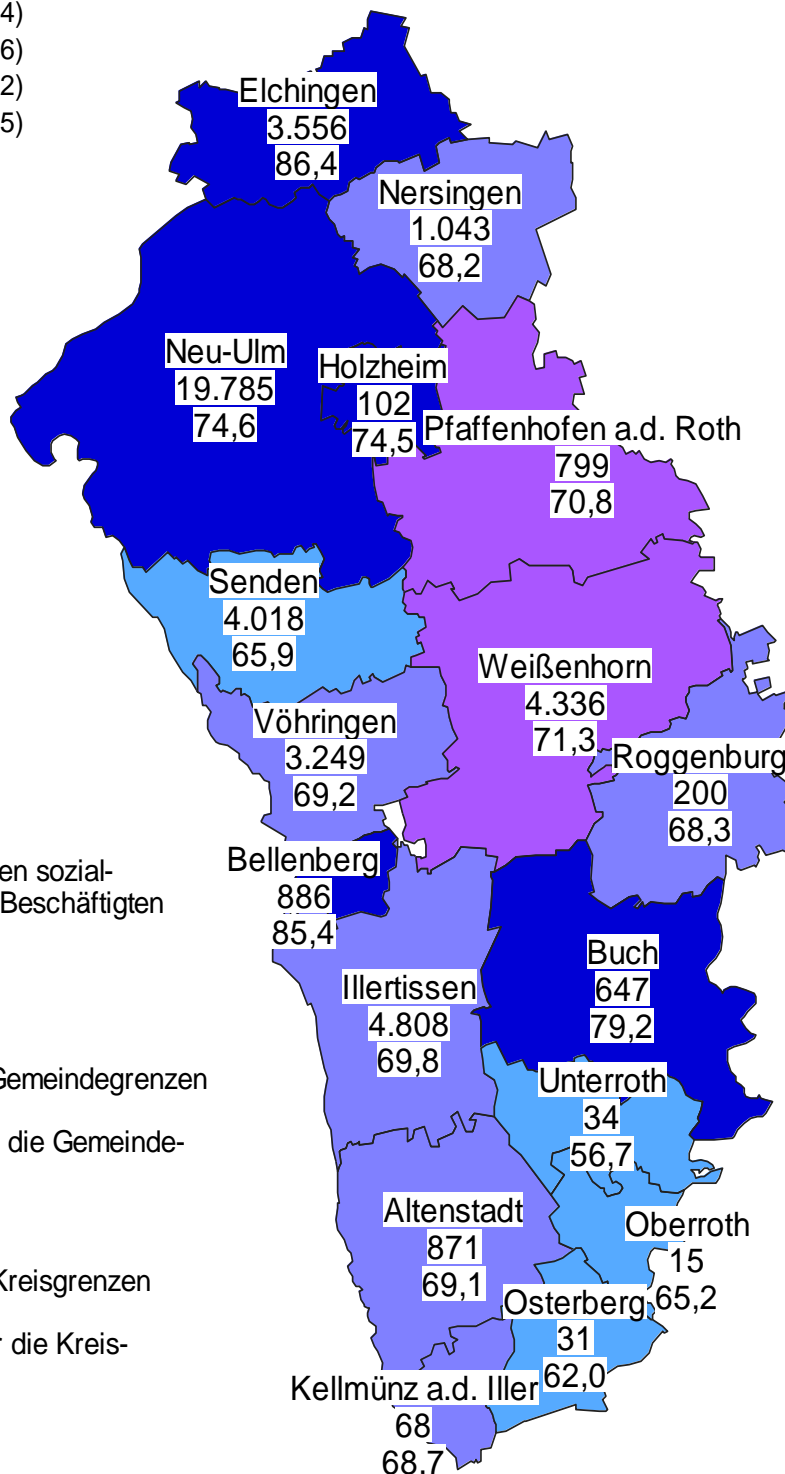 4)
6)
2)
5)
Elchingen
3.556
86,4
Nersingen
1.043
68,2
Neu-Ulm
19.785
74,6
Holzheim
102
74,5
Pfaffenhofen a.d. Roth
799
70,8
Senden
4.018
65,9
Weißenhorn
4.336
71,3
Vöhringen
3.249
69,2
Roggenburg
200
68,3
en sozial-
Beschäftigten
Bellenberg
886
85,4
Buch
647
79,2
Illertissen
4.808
69,8
Gemeindegrenzen
die Gemeinde-
Unterroth
34
56,7
Altenstadt
871
69,1
Oberroth
15
65,2
Kreisgrenzen
r die Kreis-
Osterberg
31
62,0
Kellmünz a.d. Iller
68
68,7